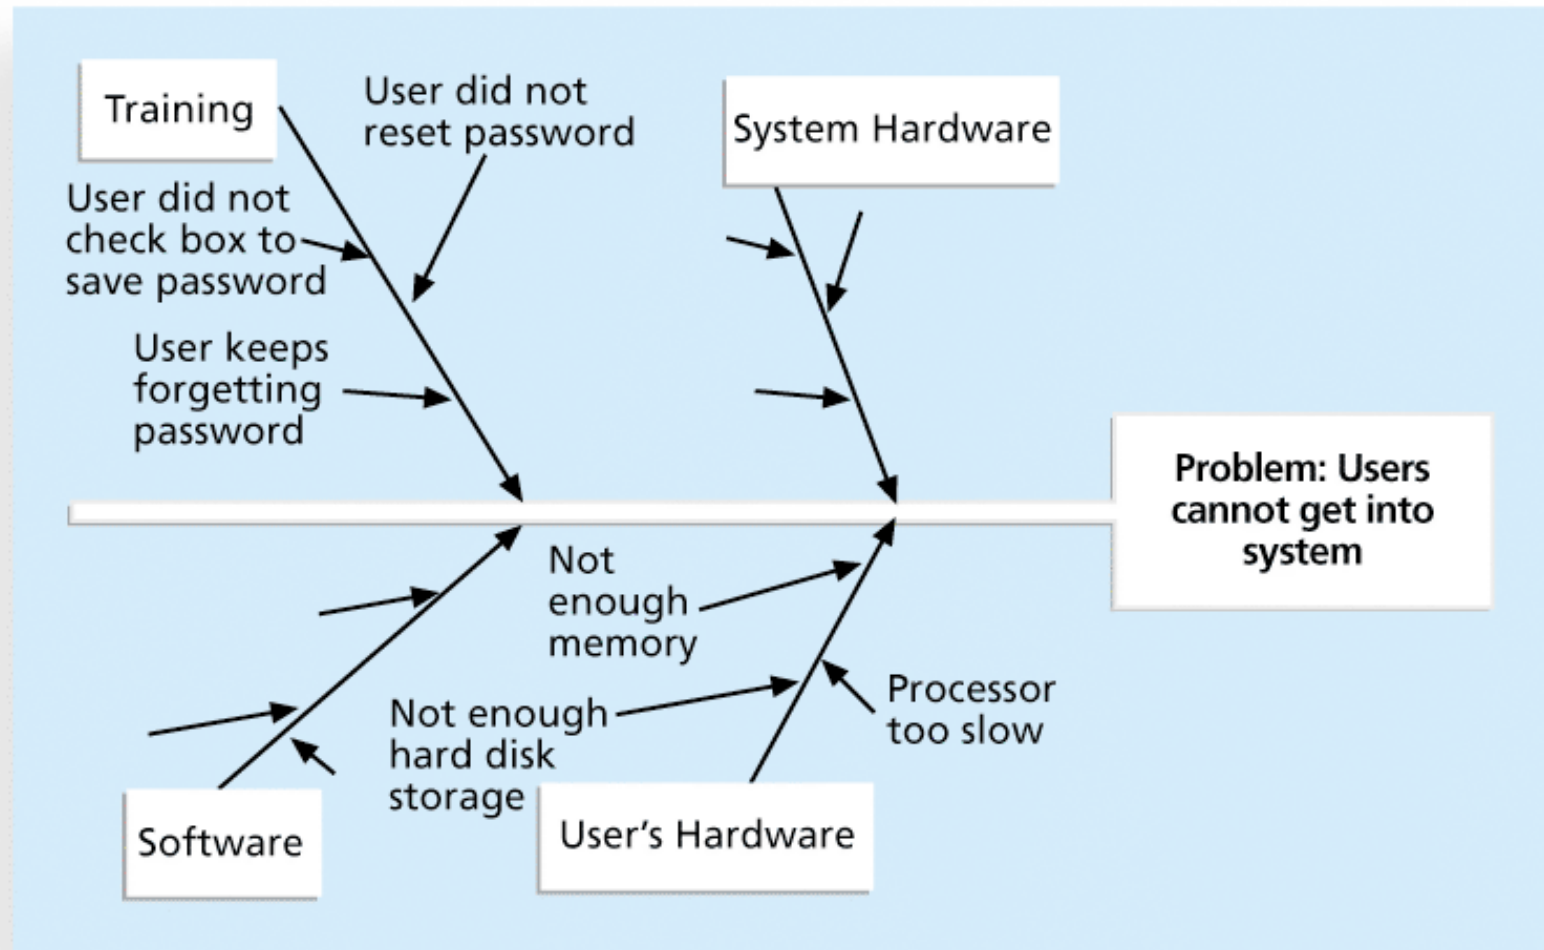 Training
User did not
reset password
System Hardware
User did not
check box to
save password
User keeps
forgetting
password
Problem: Users
cannot get into
system
Not
enough
memory
Not enough
hard disk
storage
Processor
too slow
Software
User’s Hardware